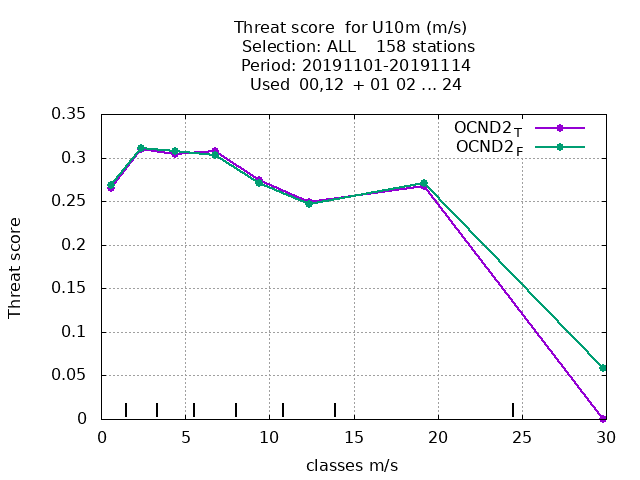 Threat score  for U10m (m/s)
Selection: ALL    158 stations
Period: 20191101-20191114
Used  00,12  + 01 02 ... 24
OCND2T
OCND2F
Threat score
0.35
0.3
0.25
0.2
0.15
0.1
0.05
0
0 5 10 15 20 25 30
classes m/s